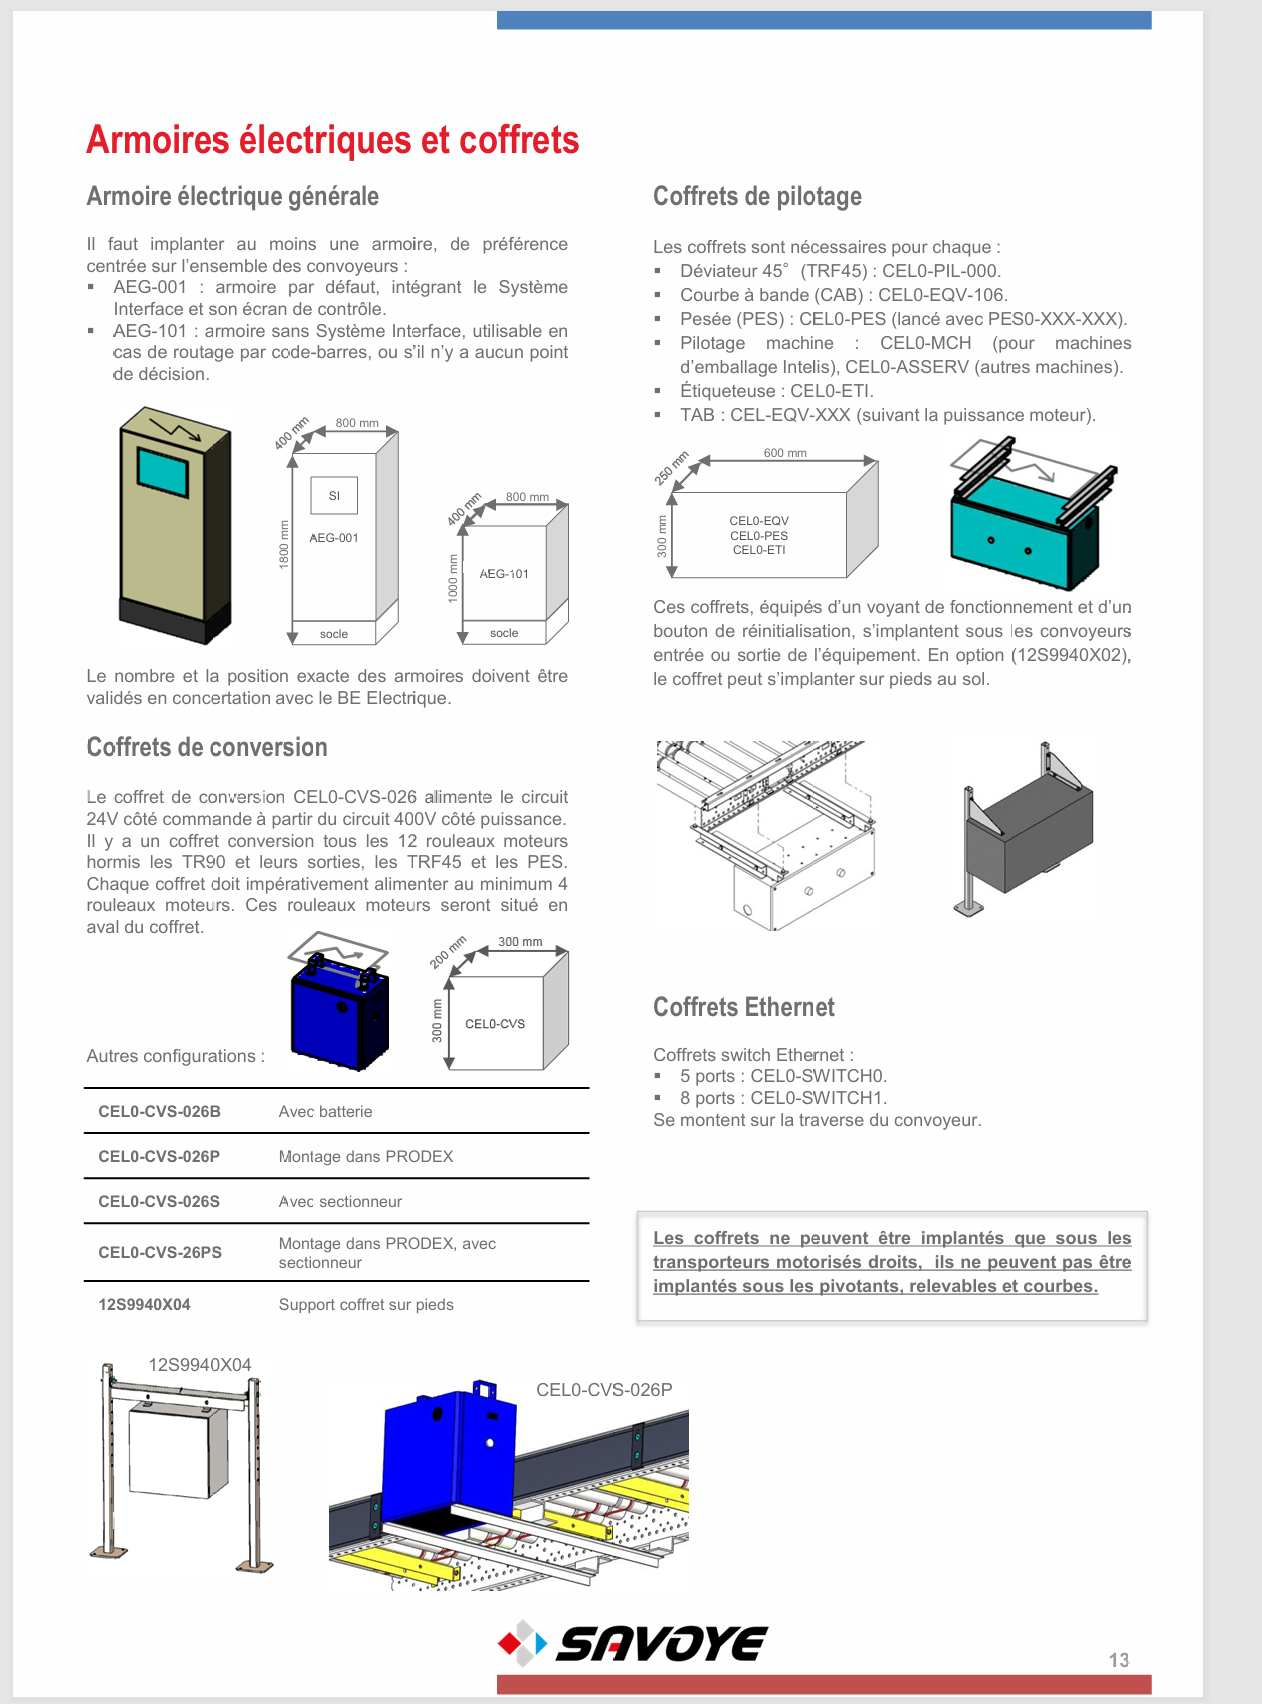 Armoires électriques et coffrets
Armoire électrique générale
Il faut implanter au moins une armoire, de préférence
centrée sur l'ensemble des convoyeurs :
▪ AEG-001 : armoire par défaut, intégrant le Système
Interface et son écran de contrôle.
▪ AEG-101 : armoire sans Système Interface, utilisable en
cas de routage par code-barres, ou s'il n'y a aucun point
de décision.
400 mm
800 mm
1800 mm
SI
AEG-001
socle
400 mm
800 mm
1000 mm
AEG-101
socle
Le nombre et la position exacte des armoires doivent être
validés en concertation avec le BE Electrique.
Coffrets de conversion
Le coffret de conversion CEL0-CVS-026 alimente le circuit
24V côté commande à partir du circuit 400V côté puissance.
Il y a un coffret conversion tous les 12 rouleaux moteurs
hormis les TR90 et leurs sorties, les TRF45 et les PES.
Chaque coffret doit impérativement alimenter au minimum 4
rouleaux moteurs. Ces rouleaux moteurs seront situé en
aval du coffret.
200 mm
300 mm
300 mm
CEL0-CVS
Autres configurations :
CEL0-CVS-026B Avec batterie
CEL0-CVS-026P Montage dans PRODEX
CEL0-CVS-026S Avec sectionneur
CEL0-CVS-26PS Montage dans PRODEX, avec
sectionneur
12S9940X04 Support coffret sur pieds
12S9940X04
CEL0-CVS-026P
Coffrets de pilotage
Les coffrets sont nécessaires pour chaque :
▪ Déviateur 45° (TRF45) : CEL0-PIL-000.
▪ Courbe à bande (CAB) : CEL0-EQV-106.
▪ Pesée (PES) : CEL0-PES (lancé avec PES0-XXX-XXX).
▪ Pilotage machine : CEL0-MCH (pour machines
d'emballage Intelis), CEL0-ASSERV (autres machines).
▪ Étiqueteuse : CEL0-ETI.
▪ TAB : CEL-EQV-XXX (suivant la puissance moteur).
250 mm
600 mm
300 mm
CEL0-EQV
CEL0-PES
CEL0-ETI
Ces coffrets, équipés d'un voyant de fonctionnement et d'un
bouton de réinitialisation, s'implantent sous les convoyeurs
entrée ou sortie de l'équipement. En option (12S9940X02),
le coffret peut s'implanter sur pieds au sol.
Coffrets Ethernet
Coffrets switch Ethernet :
▪ 5 ports : CEL0-SWITCH0.
▪ 8 ports : CEL0-SWITCH1.
Se montent sur la traverse du convoyeur.
Les coffrets ne peuvent être implantés que sous les
transporteurs motorisés droits, ils ne peuvent pas être
implantés sous les pivotants, relevables et courbes.
SAVOYE
13